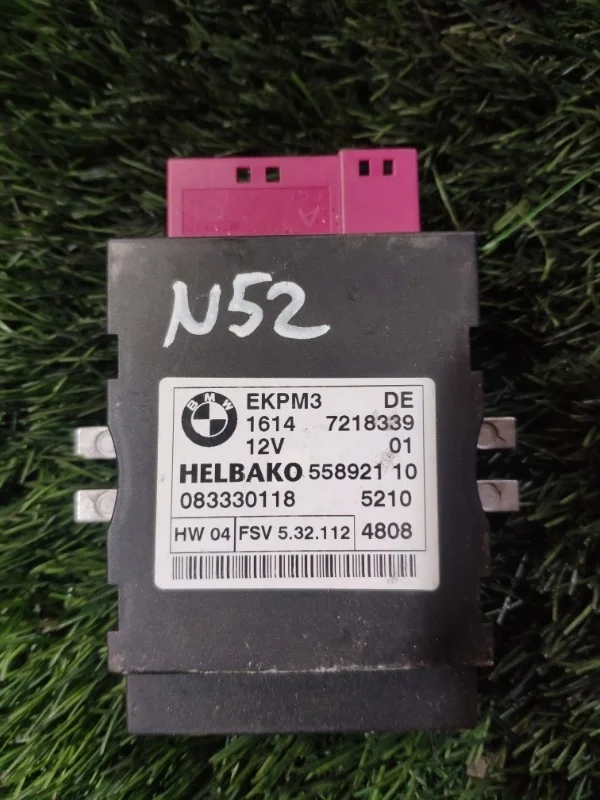 N52
BMW
EKPM3 DE
1614 7218339
12V 01
HELBAKO 558921 10
083330118 5210
HW 04 FSV 5.32.112 4808